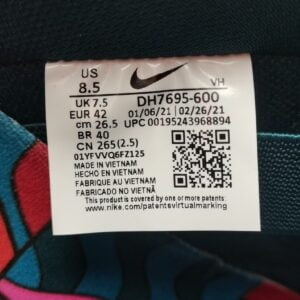 US
8.5
VH
UK 7.5 DH7695-600
EUR 42 01/06/21 02/26/21
cm 26.5 UPC 00195243968894
BR 40
CN 265(2.5)
01YFVVQ6FZ125
MADE IN VIETNAM
HECHO EN VIETNAM
FABRIQUE AU VIETNAM
FABRICADO NO VIETNÃ
This product is covered by one or more patents.
www.nike.com/patentsvirtualmarking